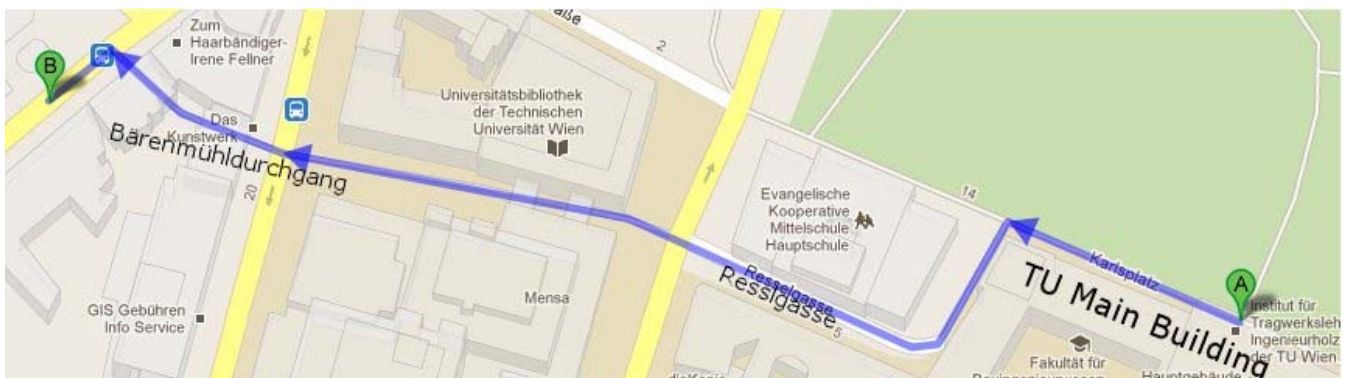 B
Zum
Haarbändiger-
Irene Fellner
Das
Kunstwerk
Bärenmühldurchgang
20
GIS Gebühren
Info Service
Universitätsbibliothek
der Technischen
Universität Wien
aße
2
Mensa
Evangelische
Kooperative
Mittelschule
Hauptschule
14
Resselgasse
Resslgasse
5
Karlsplatz
TU Main Building
A
Institut für
Tragwerksleh
Ingenieurholz
der TU Wien
Hauptgebäude
Fakultät für
Bauingenieurwesen